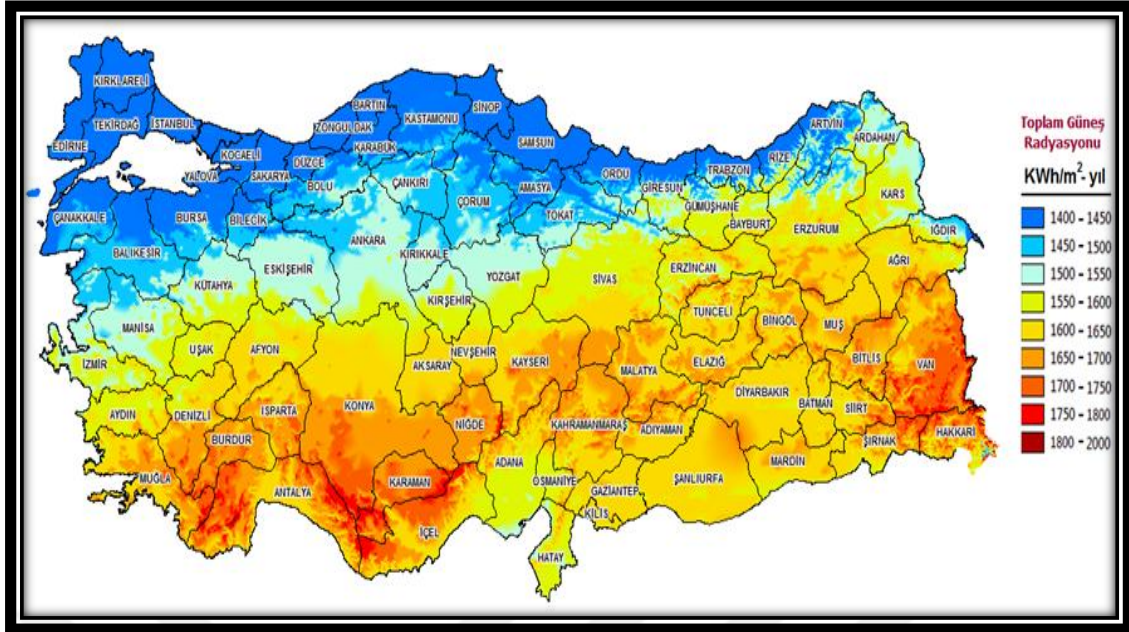 KIRKLARELİ
TEKİRDAĞ
İSTANBUL
EDİRNE
KOCAELİ
YALOVA
SAKARYA
DÜZCE
ZONGULDAK
BARTIN
KARABÜK
KASTAMONU
SİNOP
SAMSUN
BOLU
ÇANKIRI
AMASYA
ÇORUM
TOKAT
ORDU
GİRESUN
TRABZON
RİZE
ARTVİN
ARDAHAN
KARS
IĞDIR
GÜMÜŞHANE
BAYBURT
ERZURUM
AĞRI
ÇANAKKALE
BURSA
BİLECİK
BALIKESİR
KÜTAHYA
ESKİŞEHİR
ANKARA
KIRIKKALE
YOZGAT
KIRŞEHİR
SİVAS
ERZİNCAN
TUNCELİ
BİNGÖL
MUŞ
BİTLİS
VAN
MANİSA
İZMİR
UŞAK
AFYON
AKSARAY
NEVŞEHİR
KAYSERİ
MALATYA
ELAZIĞ
DİYARBAKIR
BATMAN
SİİRT
ŞIRNAK
HAKKARİ
AYDIN
DENİZLİ
ISPARTA
BURDUR
KONYA
NİĞDE
KAHRAMANMARAŞ
ADIYAMAN
MARDİN
ŞANLIURFA
MUĞLA
ANTALYA
KARAMAN
İÇEL
ADANA
OSMANİYE
GAZİANTEP
KİLİS
HATAY
Toplam Güneş
Radyasyonu
KWh/m²- yıl
1400 - 1450
1450 - 1500
1500 - 1550
1550 - 1600
1600 - 1650
1650 - 1700
1700 - 1750
1750 - 1800
1800 - 2000